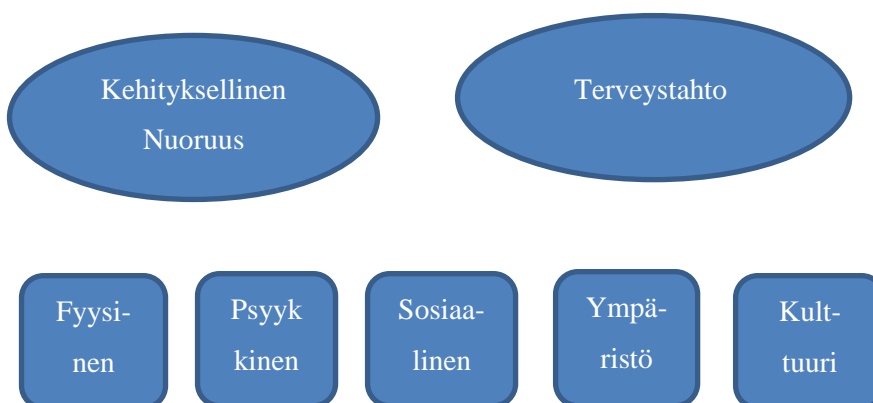 Kehityksellinen
Nuoruus
Terveystahto
Fyysi-
nen
Psyyk
kinen
Sosiaa-
linen
Ympä-
ristö
Kult-
tuuri